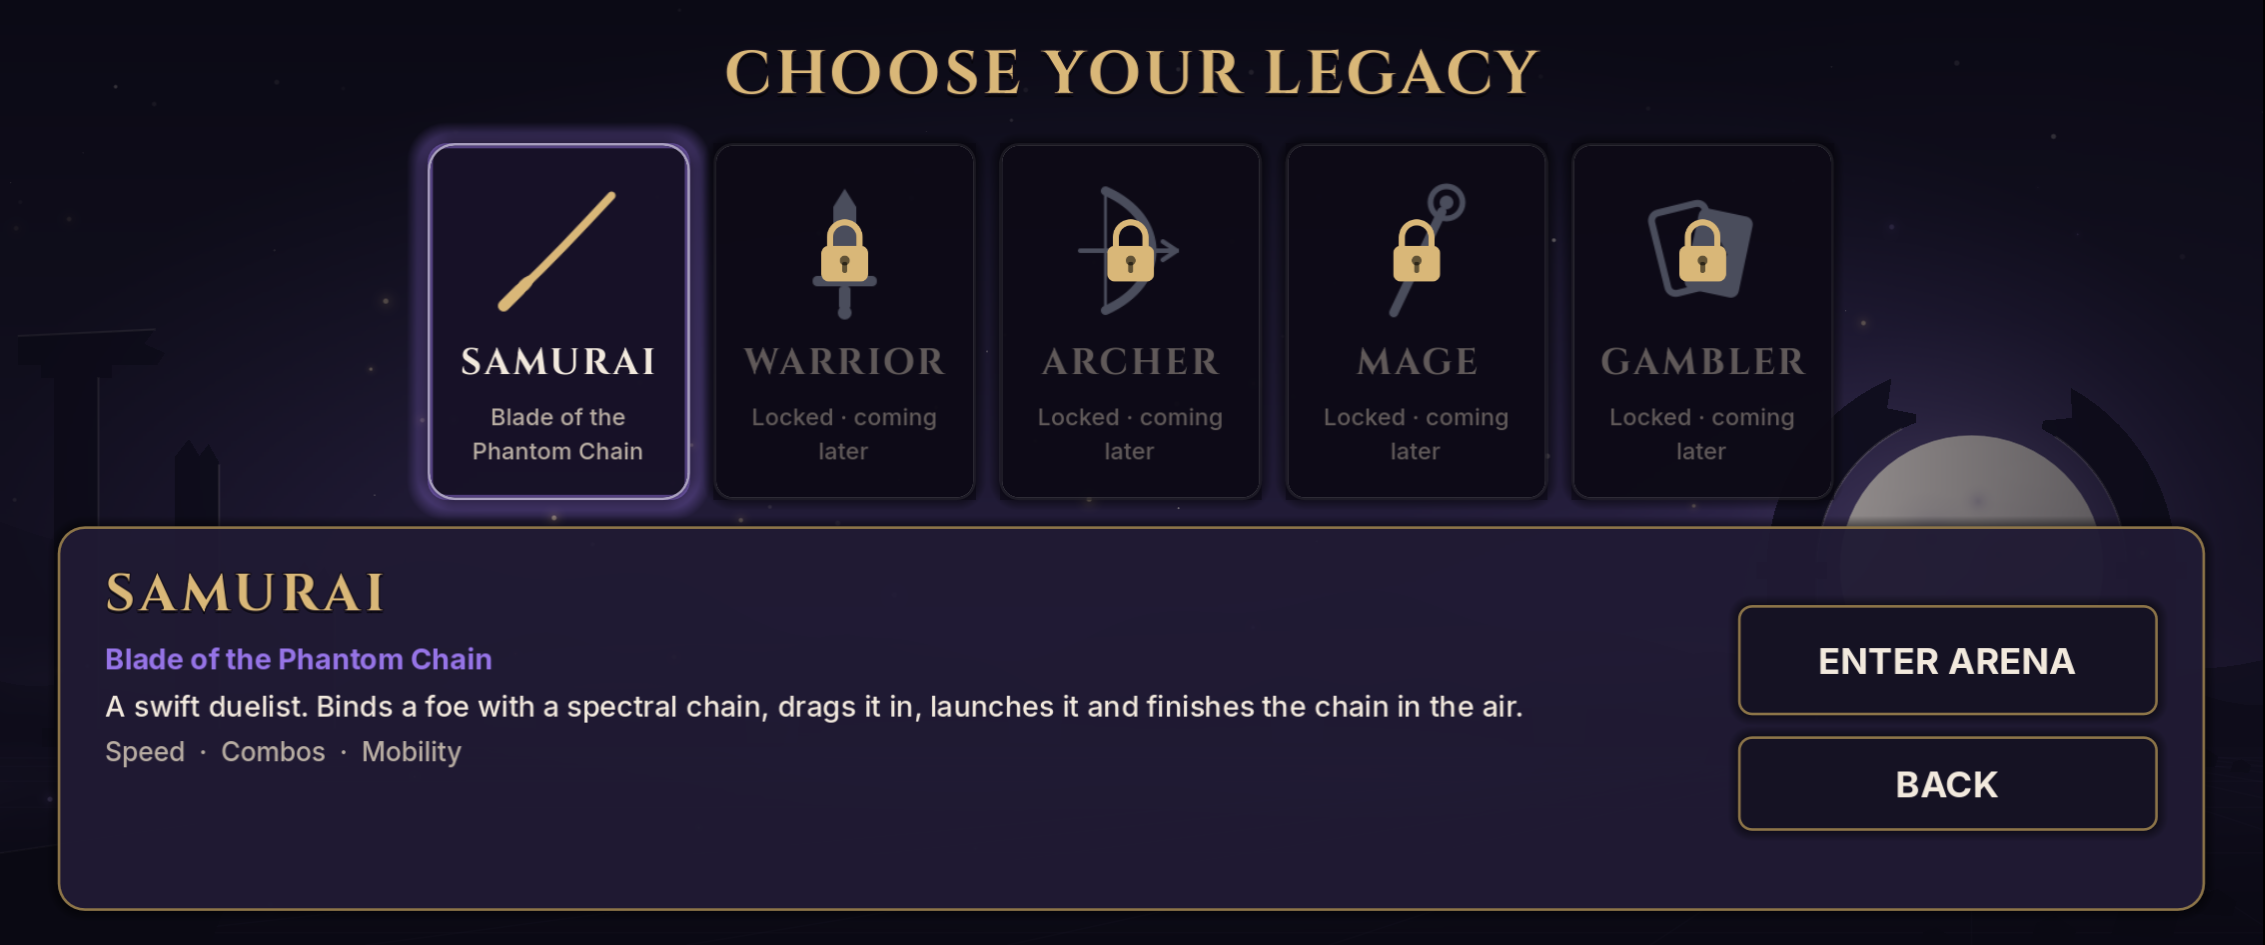 CHOOSE YOUR LEGACY
SAMURAI
Blade of the
Phantom Chain
WARRIOR
Locked · coming
later
ARCHER
Locked · coming
later
MAGE
Locked · coming
later
GAMBLER
Locked · coming
later
SAMURAI
Blade of the Phantom Chain
A swift duelist. Binds a foe with a spectral chain, drags it in, launches it and finishes the chain in the air.
Speed · Combos · Mobility
ENTER ARENA
BACK